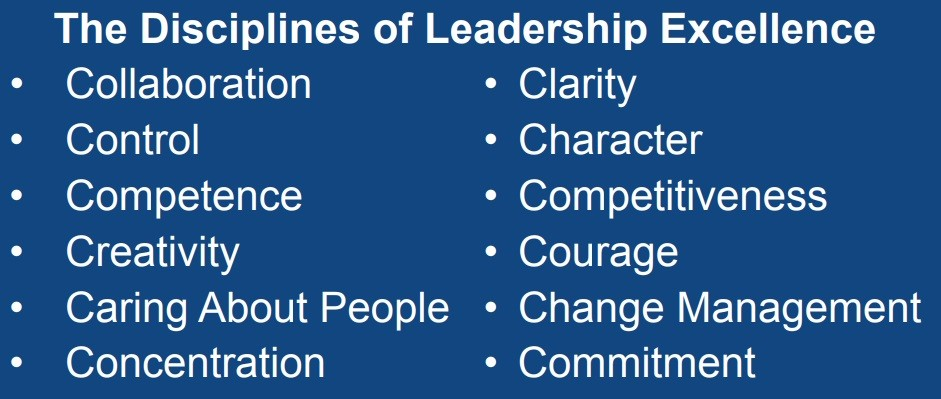 The Disciplines of Leadership Excellence
• Collaboration
• Control
• Competence
• Creativity
• Caring About People
• Concentration
• Clarity
• Character
• Competitiveness
• Courage
• Change Management
• Commitment